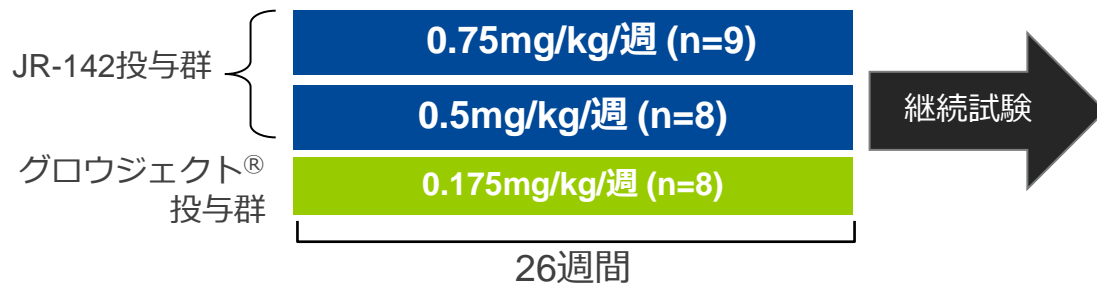 JR-142投与群
0.75mg/kg/週 (n=9)
0.5mg/kg/週 (n=8)
グロウジェクト®
投与群
0.175mg/kg/週 (n=8)
26週間
継続試験